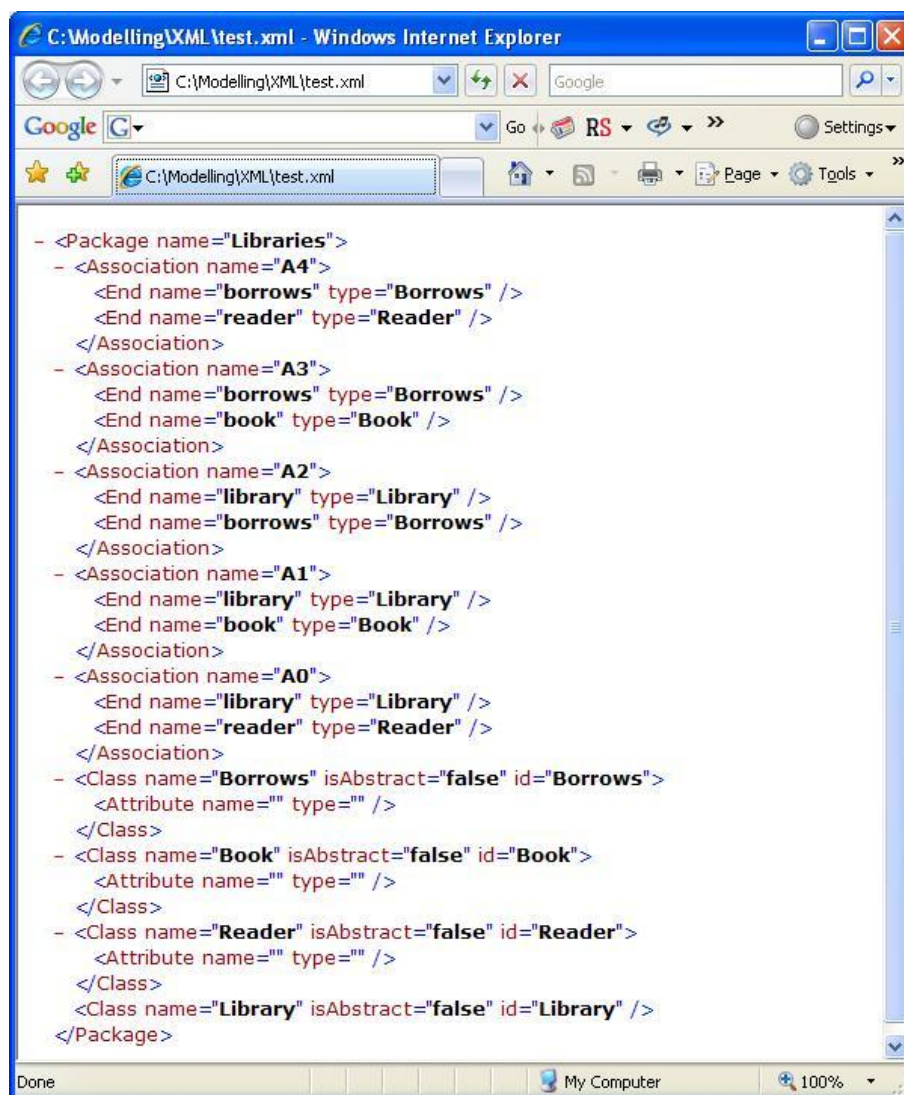 C:\Modelling\XML\test.xml - Windows Internet Explorer
C:\Modelling\XML\test.xml Google
Google G Go RS » Settings
C:\Modelling\XML\test.xml Page Tools »
- <Package name="Libraries">
- <Association name="A4">
<End name="borrows" type="Borrows" />
<End name="reader" type="Reader" />
</Association>
- <Association name="A3">
<End name="borrows" type="Borrows" />
<End name="book" type="Book" />
</Association>
- <Association name="A2">
<End name="library" type="Library" />
<End name="borrows" type="Borrows" />
</Association>
- <Association name="A1">
<End name="library" type="Library" />
<End name="book" type="Book" />
</Association>
- <Association name="A0">
<End name="library" type="Library" />
<End name="reader" type="Reader" />
</Association>
- <Class name="Borrows" isAbstract="false" id="Borrows">
<Attribute name="" type="" />
</Class>
- <Class name="Book" isAbstract="false" id="Book">
<Attribute name="" type="" />
</Class>
- <Class name="Reader" isAbstract="false" id="Reader">
<Attribute name="" type="" />
</Class>
<Class name="Library" isAbstract="false" id="Library" />
</Package>
Done My Computer 100%